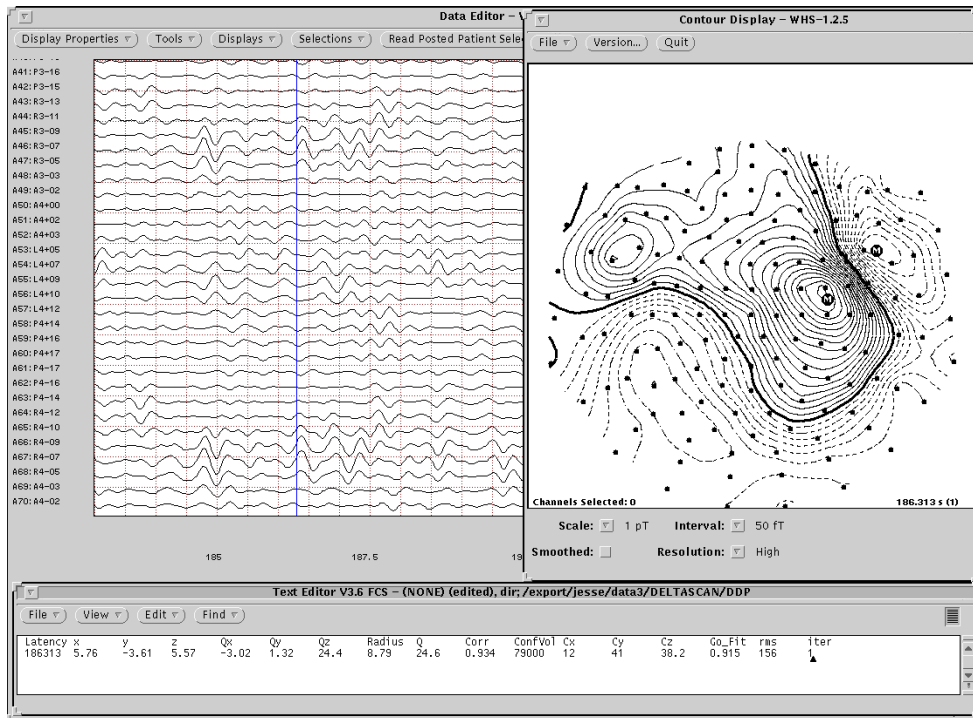 Data Editor – V
Display Properties Tools Displays Selections Read Posted Patient Sele
A41: P3-16
A42: P3-15
A43: R3-13
A44: R3-11
A45: R3-09
A46: R3-07
A47: R3-05
A48: A3-03
A49: A3-02
A50: A4+00
A51: A4+02
A52: A4+03
A53: L4+05
A54: L4+07
A55: L4+09
A56: L4+10
A57: L4+12
A58: P4+14
A59: P4+16
A60: P4+17
A61: P4-17
A62: P4-16
A63: P4-14
A64: R4-12
A65: R4-10
A66: R4-09
A67: R4-07
A68: R4-05
A69: A4-03
A70: A4-02
185 187.5 19
Contour Display – WHS-1.2.5
File Version... Quit
M
M
Channels Selected: 0 186.313 s (1)
Scale: 1 pT Interval: 50 fT
Smoothed: Resolution: High
Text Editor V3.6 FCS – (NONE) (edited), dir; /export/jesse/data3/DELTASCAN/DDP
File View Edit Find
Latency x y z Qx Qy Qz Radius Q Corr ConfVol Cx Cy Cz Go_Fit rms iter
186313 5.76 -3.61 5.57 -3.02 1.32 24.4 8.79 24.6 0.934 79000 12 41 38.2 0.915 156 1